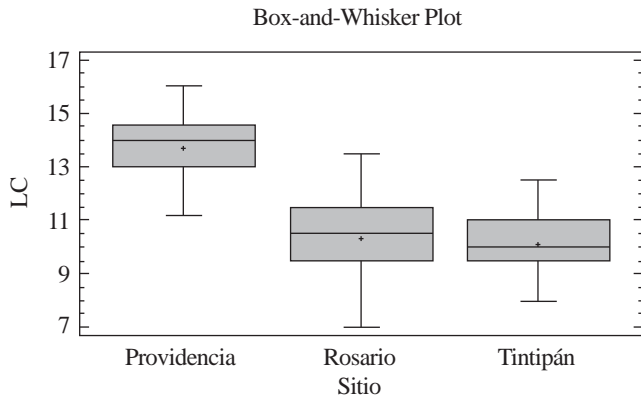 Box-and-Whisker Plot
17
15
13
11
9
7
LC
Providencia Rosario Tintipán
Sitio